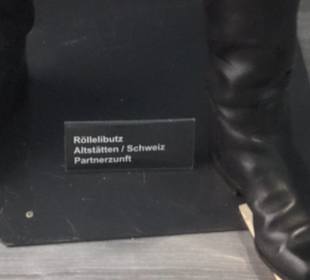 Röllelibutz
Altstätten / Schweiz
Partnerzunft